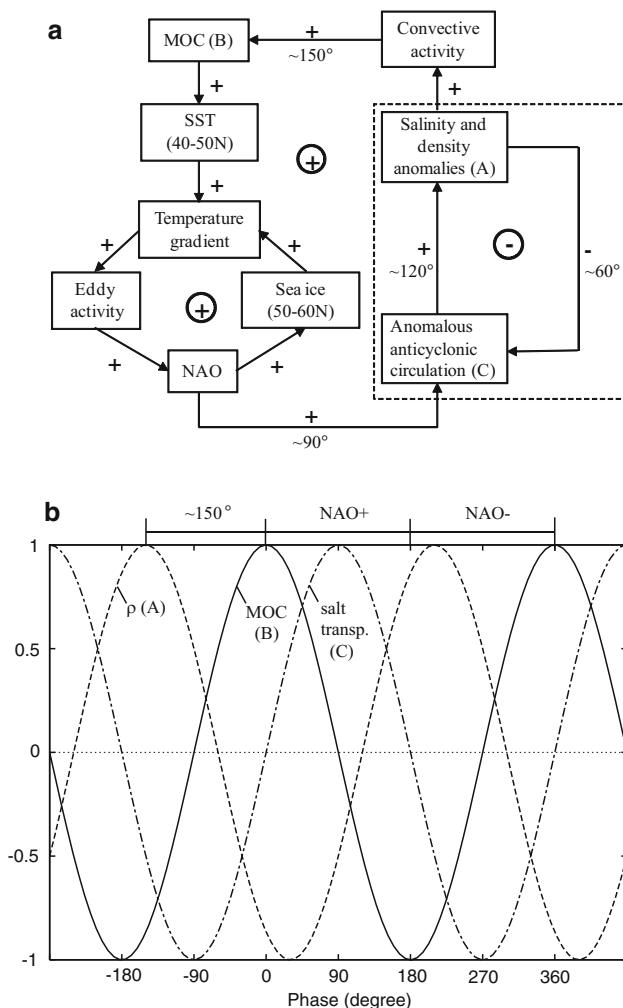 a
MOC (B)
+
~150°
Convective
activity
+
+
SST
(40-50N)
+
Salinity and
density
anomalies (A)
+
Temperature
gradient
+
+
+
~120°
-
-
~60°
Eddy
activity
+
Sea ice
(50-60N)
Anomalous
anticyclonic
circulation (C)
+
NAO
+
+
~90°
b
~150°
NAO+
NAO-
1
ρ (A)
MOC
(B)
salt
transp.
(C)
0.5
0
-0.5
-1
-180
-90
0
90
180
270
360
Phase (degree)